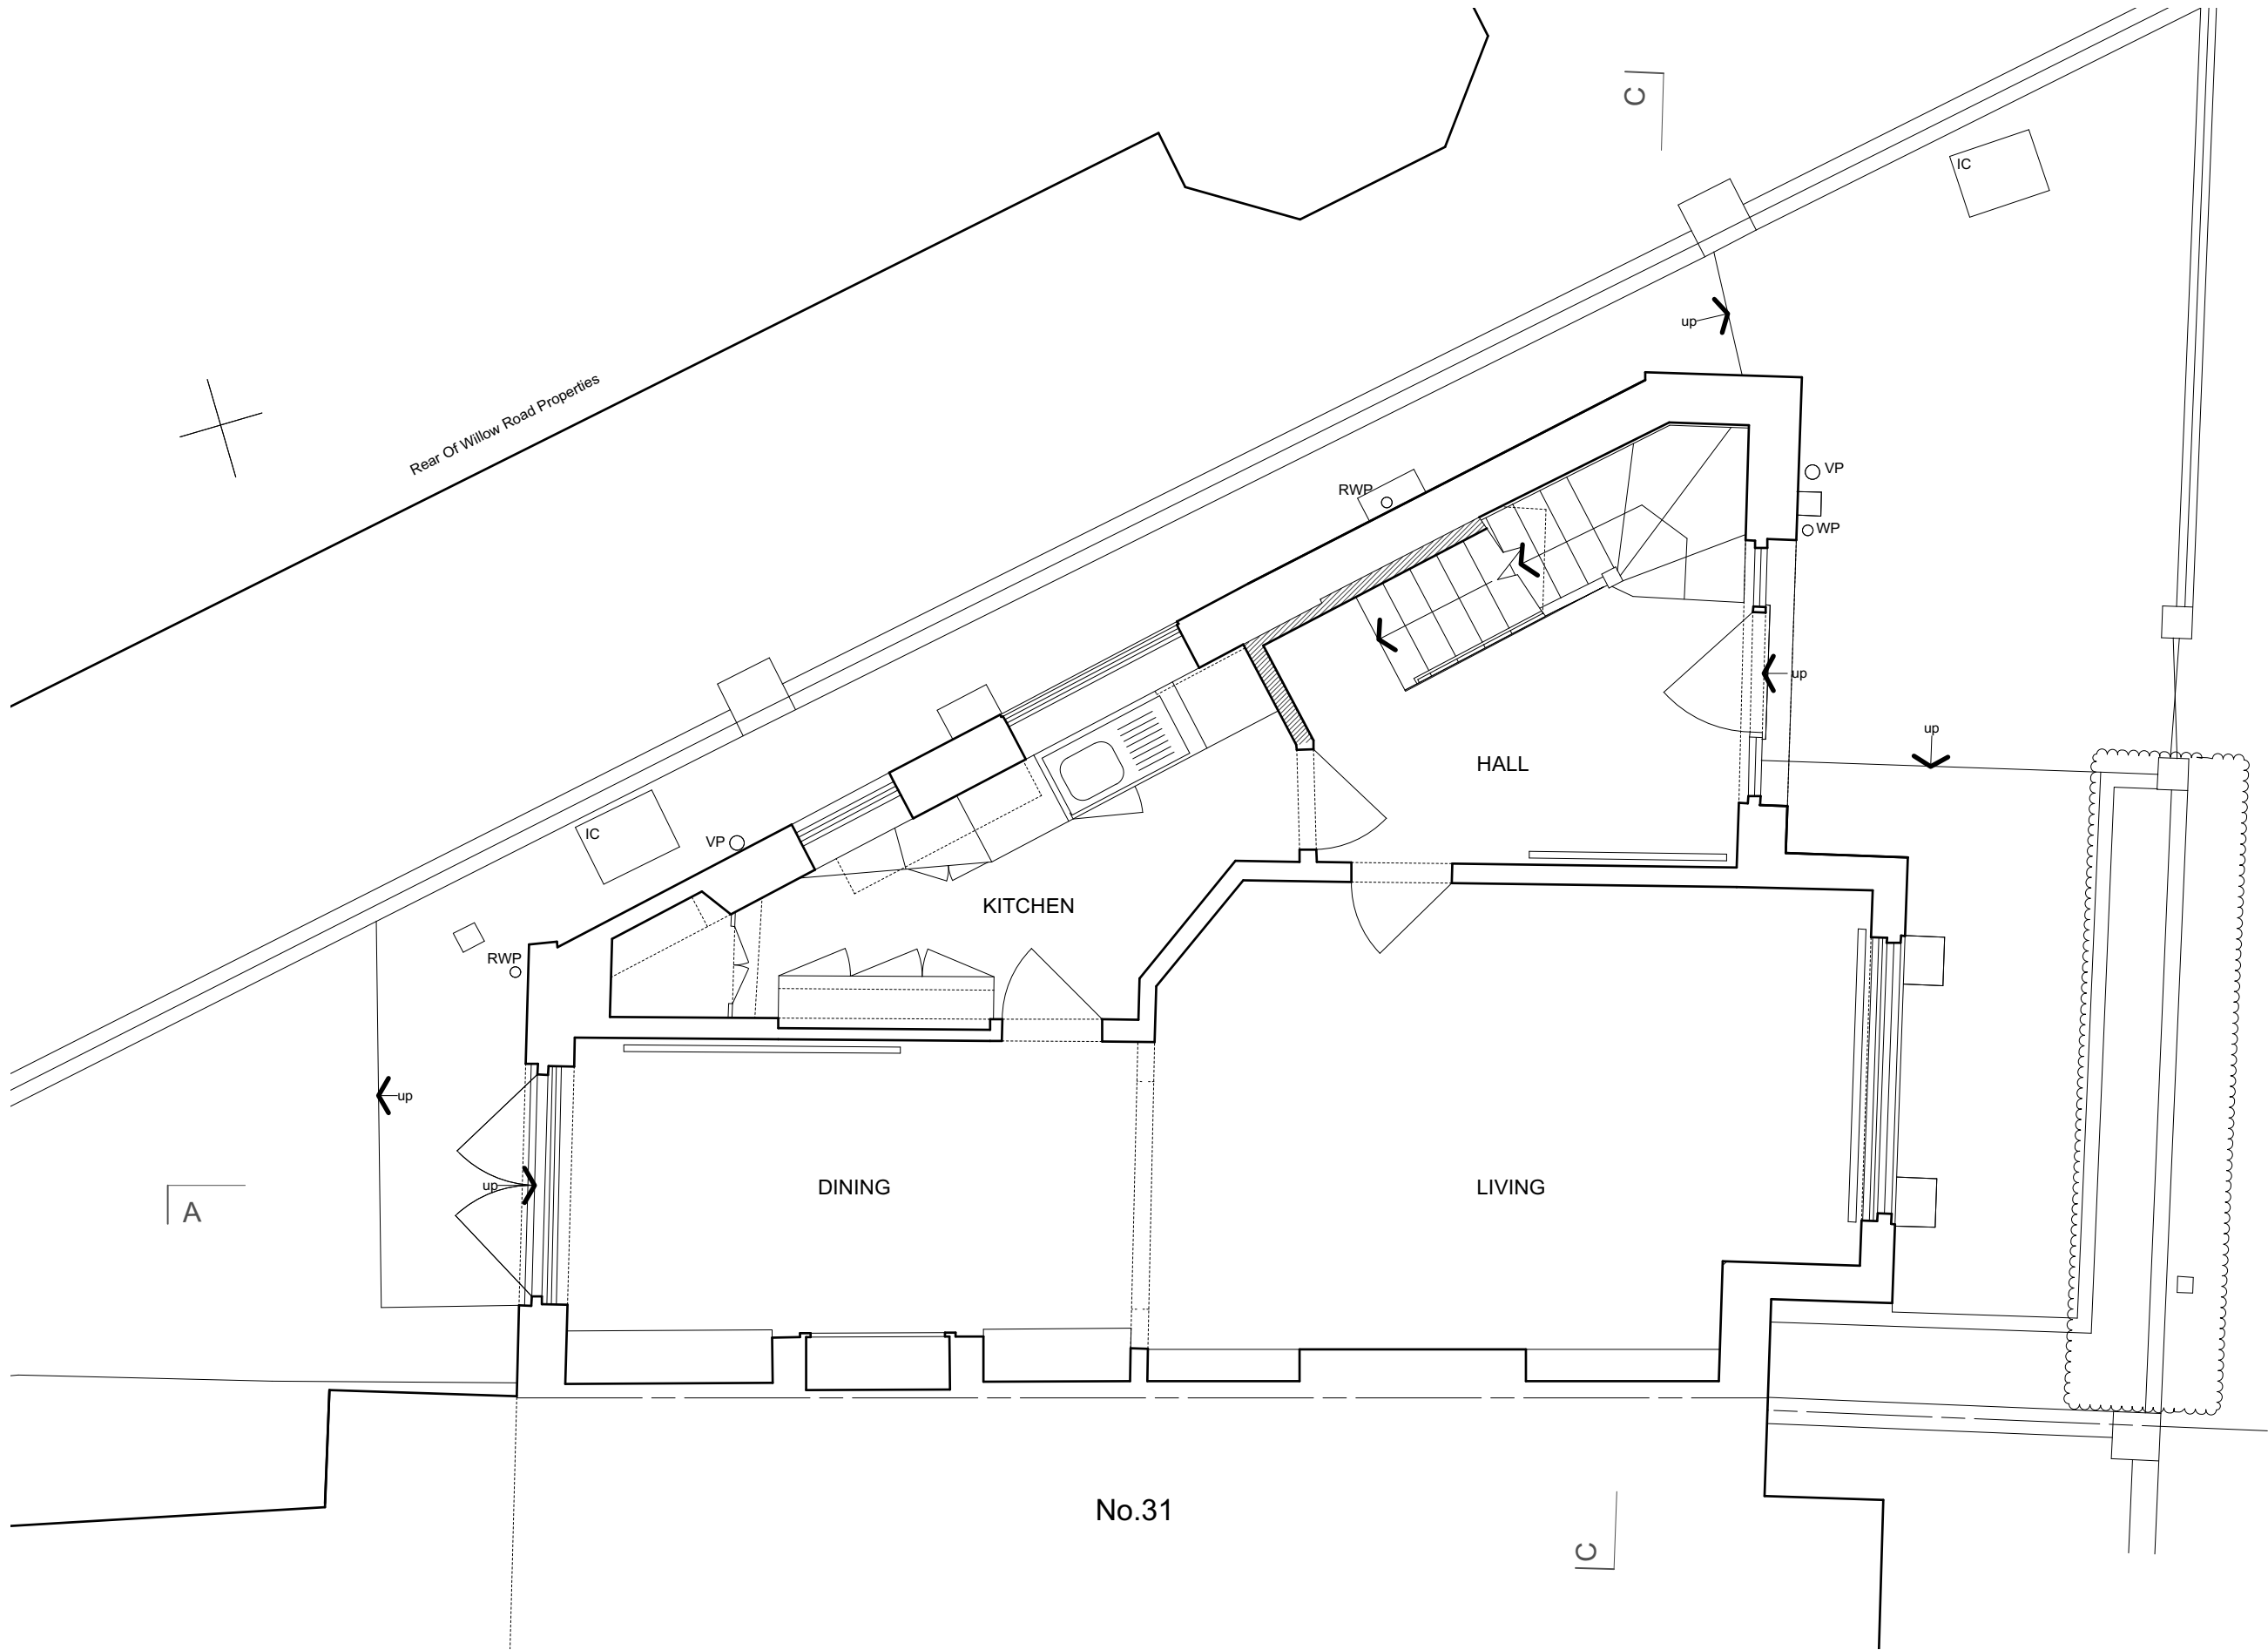 C
IC
up
Rear Of Willow Road Properties
VP
RWP
WP
up
up
HALL
IC
VP
KITCHEN
RWP
up
A
up
DINING
LIVING
No.31
C